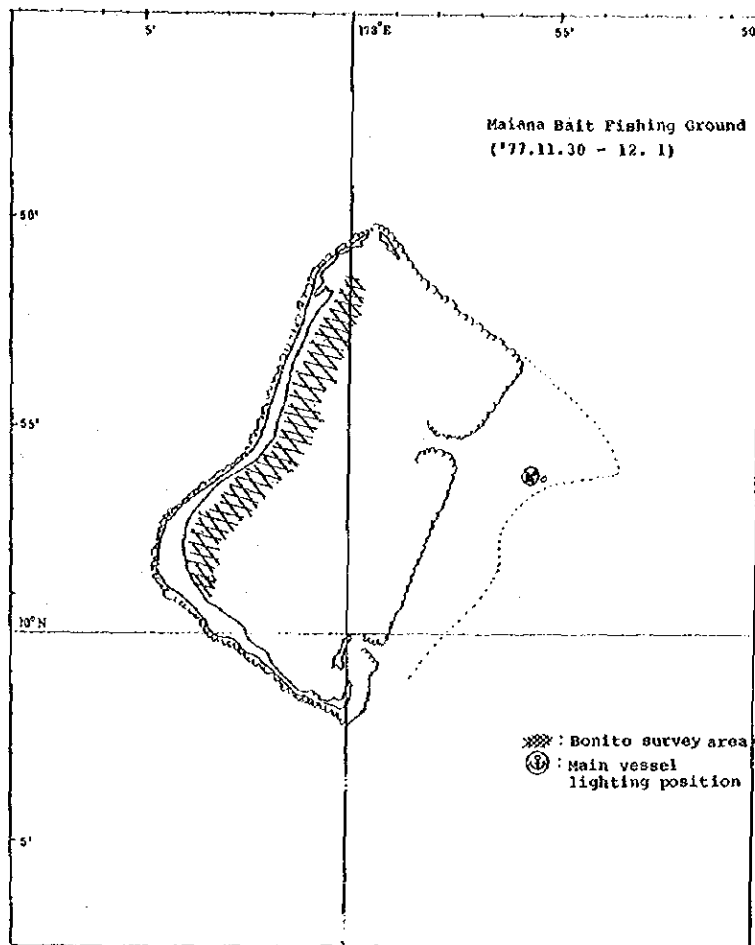 5'
173°E
55'
50
Maiana Bait Fishing Ground
('77.11.30 - 12. 1)
50'
55'
10°N
: Bonito survey area
: Main vessel
lighting position
5'